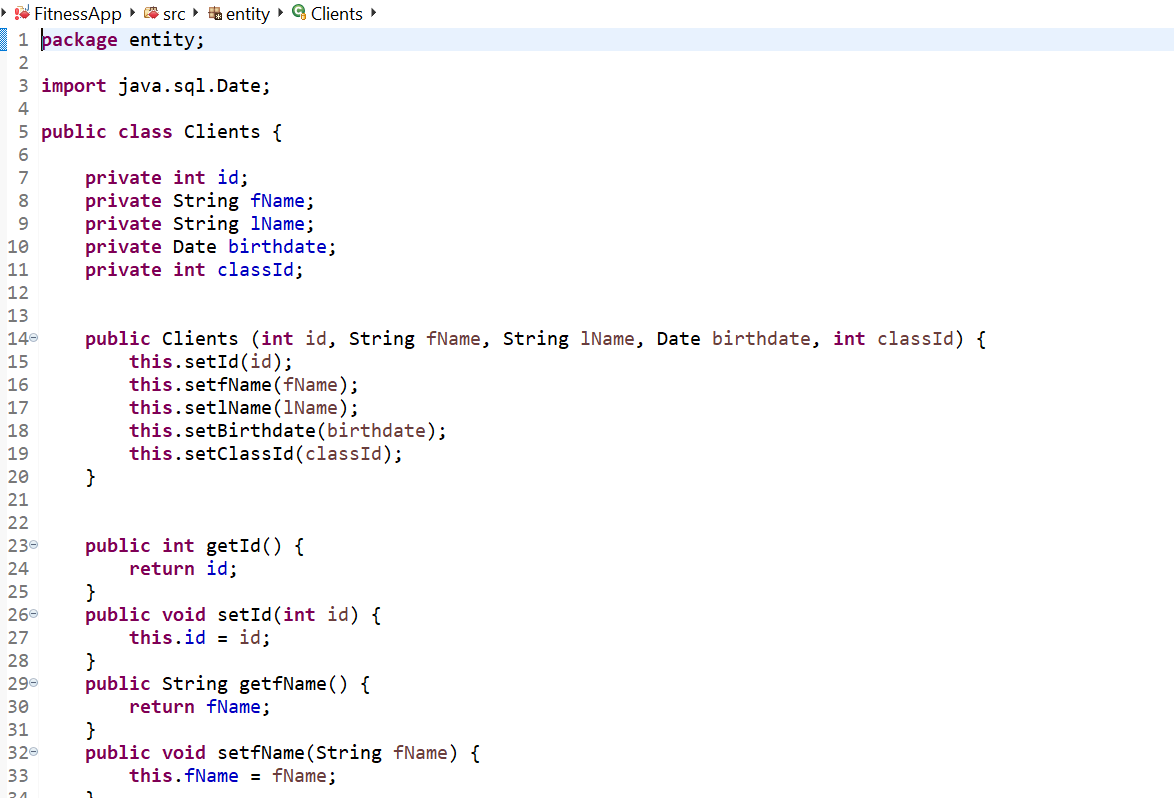 FitnessApp src entity Clients
1 package entity;
2
3 import java.sql.Date;
4
5 public class Clients {
6
7     private int id;
8     private String fName;
9     private String lName;
10     private Date birthdate;
11     private int classId;
12
13
14     public Clients (int id, String fName, String lName, Date birthdate, int classId) {
15         this.setId(id);
16         this.setfName(fName);
17         this.setlName(lName);
18         this.setBirthdate(birthdate);
19         this.setClassId(classId);
20     }
21
22
23     public int getId() {
24         return id;
25     }
26     public void setId(int id) {
27         this.id = id;
28     }
29     public String getfName() {
30         return fName;
31     }
32     public void setfName(String fName) {
33         this.fName = fName;
34     }